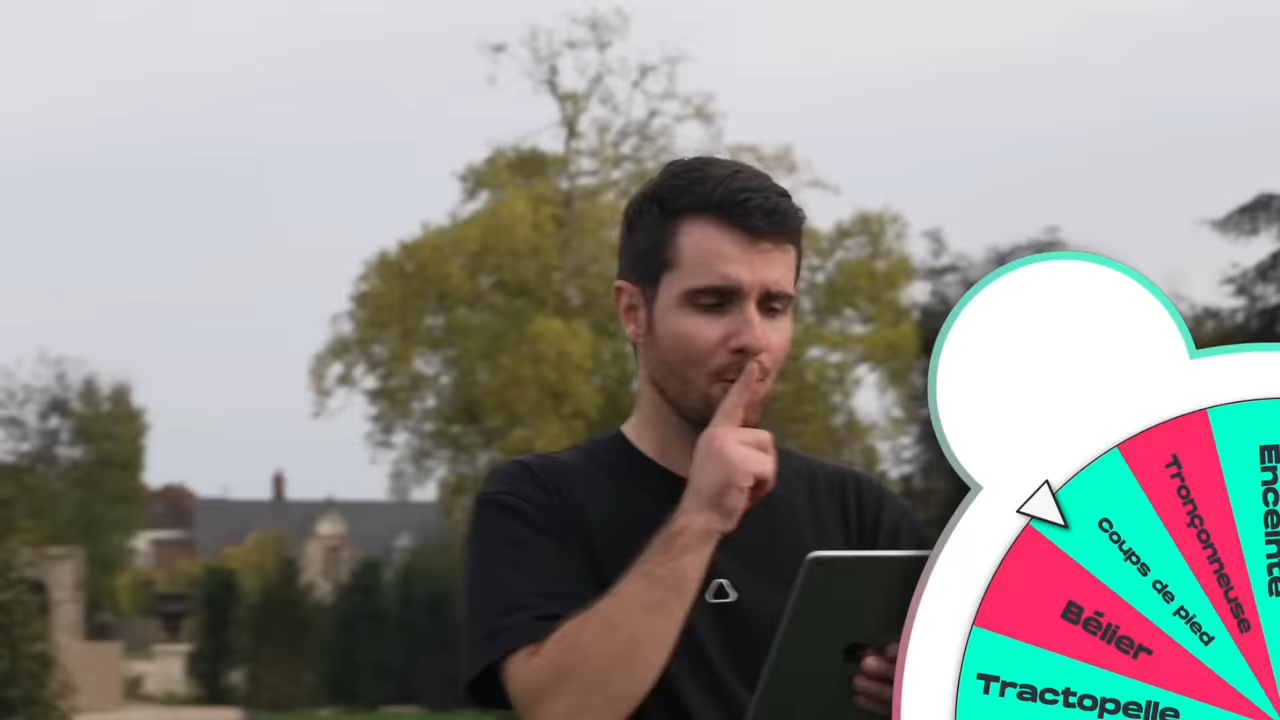 Enceinte
Tronçonneuse
coups de pied
Bélier
Tractopelle